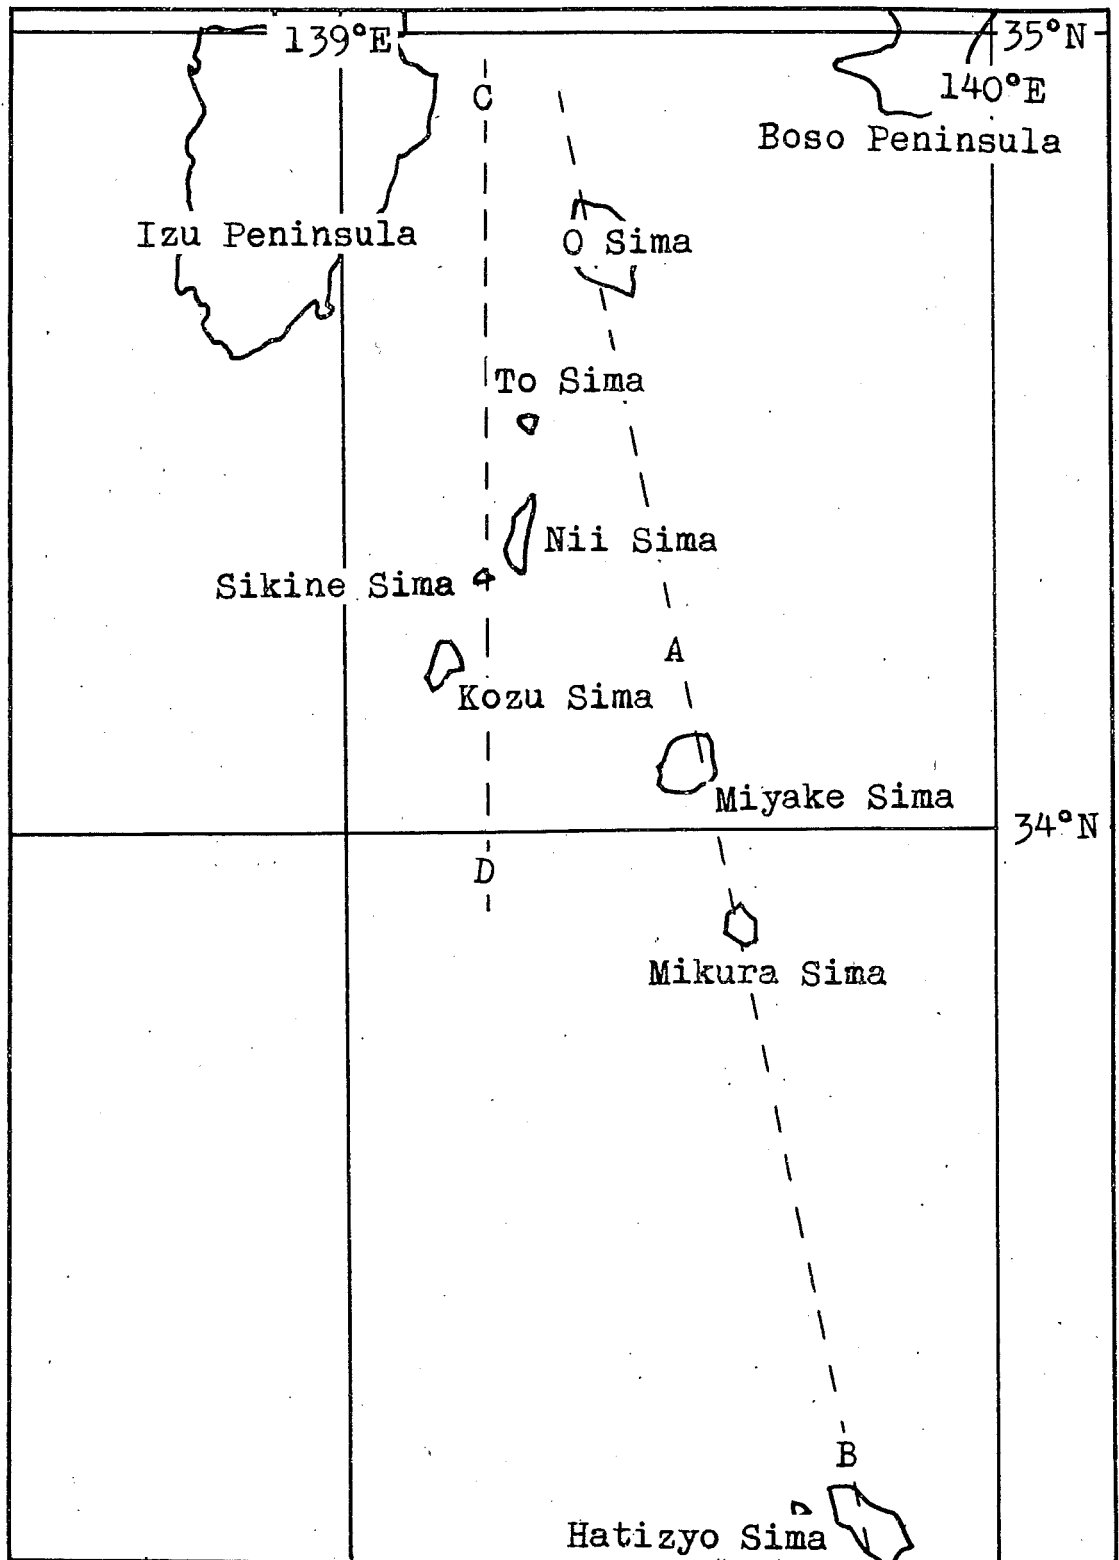 139°E
35°N
C
140°E
Boso Peninsula
Izu Peninsula
O Sima
To Sima
Nii Sima
Sikine Sima
A
Kozu Sima
Miyake Sima
34°N
D
Mikura Sima
B
Hatizyo Sima